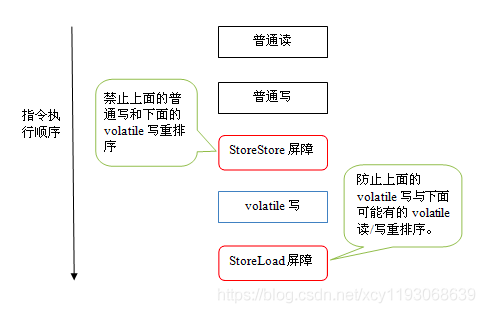 普通读
普通写
禁止上面的普
通写和下面的
volatile 写重排
序
指令执
行顺序
StoreStore 屏障
防止上面的
volatile 写与下面
可能有的 volatile
读/写重排序。
volatile 写
StoreLoad 屏障
https://blog.csdn.net/xcy1193068639